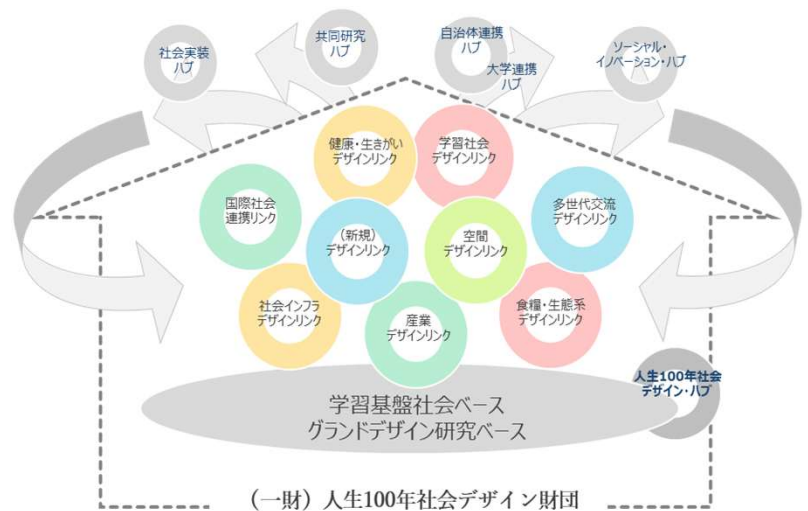 社会実装
ハブ
共同研究
ハブ
自治体連携
ハブ
大学連携
ハブ
ソーシャル・
イノベーション・ハブ
健康・生きがい
デザインリンク
学習社会
デザインリンク
国際社会
連携リンク
(新規)
デザインリンク
空間
デザインリンク
多世代交流
デザインリンク
社会インフラ
デザインリンク
産業
デザインリンク
食糧・生態系
デザインリンク
人生100年社会
デザイン・ハブ
学習基盤社会ベース
グランドデザイン研究ベース
(一財)人生100年社会デザイン財団